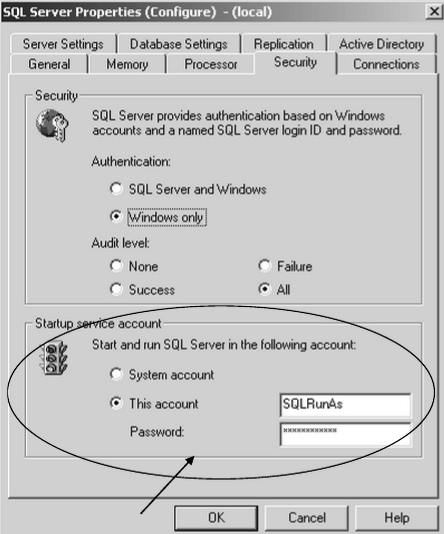 SQL Server Properties (Configure) - (local)
Server Settings
Database Settings
Replication
Active Directory
General
Memory
Processor
Security
Connections
Security
SQL Server provides authentication based on Windows
accounts and a named SQL Server login ID and password.
Authentication:
SQL Server and Windows
Windows only
Audit level:
None
Failure
Success
All
Startup service account
Start and run SQL Server in the following account:
System account
This account
SQLRunAs
Password:
************
OK
Cancel
Help